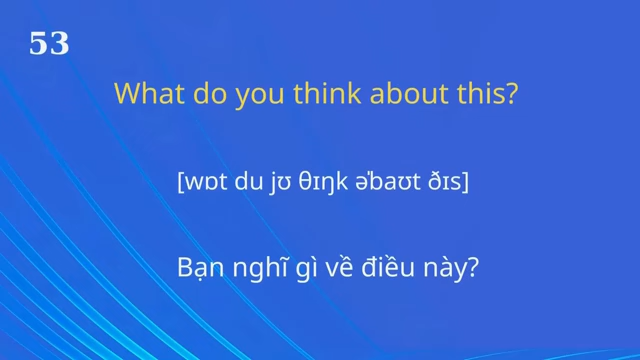 53
What do you think about this?
[wɒt du jʊ θɪŋk əˈbaʊt ðɪs]
Bạn nghĩ gì về điều này?